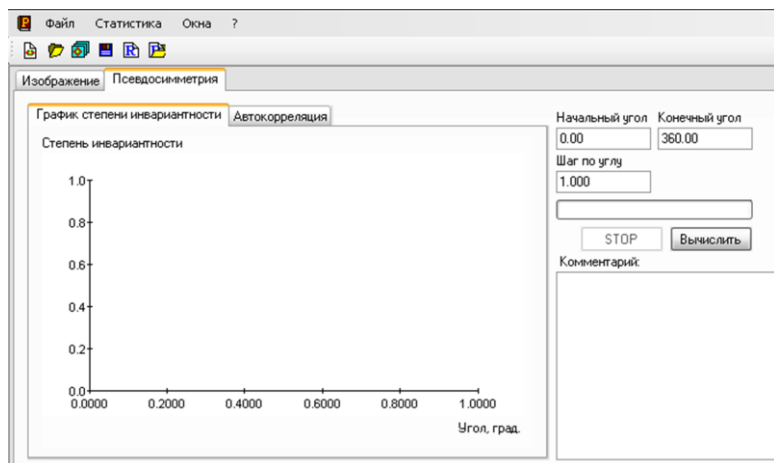 Файл Статистика Окна ?
Изображение Псевдосимметрия
График степени инвариантности Автокорреляция
Степень инвариантности
1.0
0.8
0.6
0.4
0.2
0.0
0.0000 0.2000 0.4000 0.6000 0.8000 1.0000
Угол, град.
Начальный угол Конечный угол
0.00 360.00
Шаг по углу
1.000
STOP Вычислить
Комментарий: